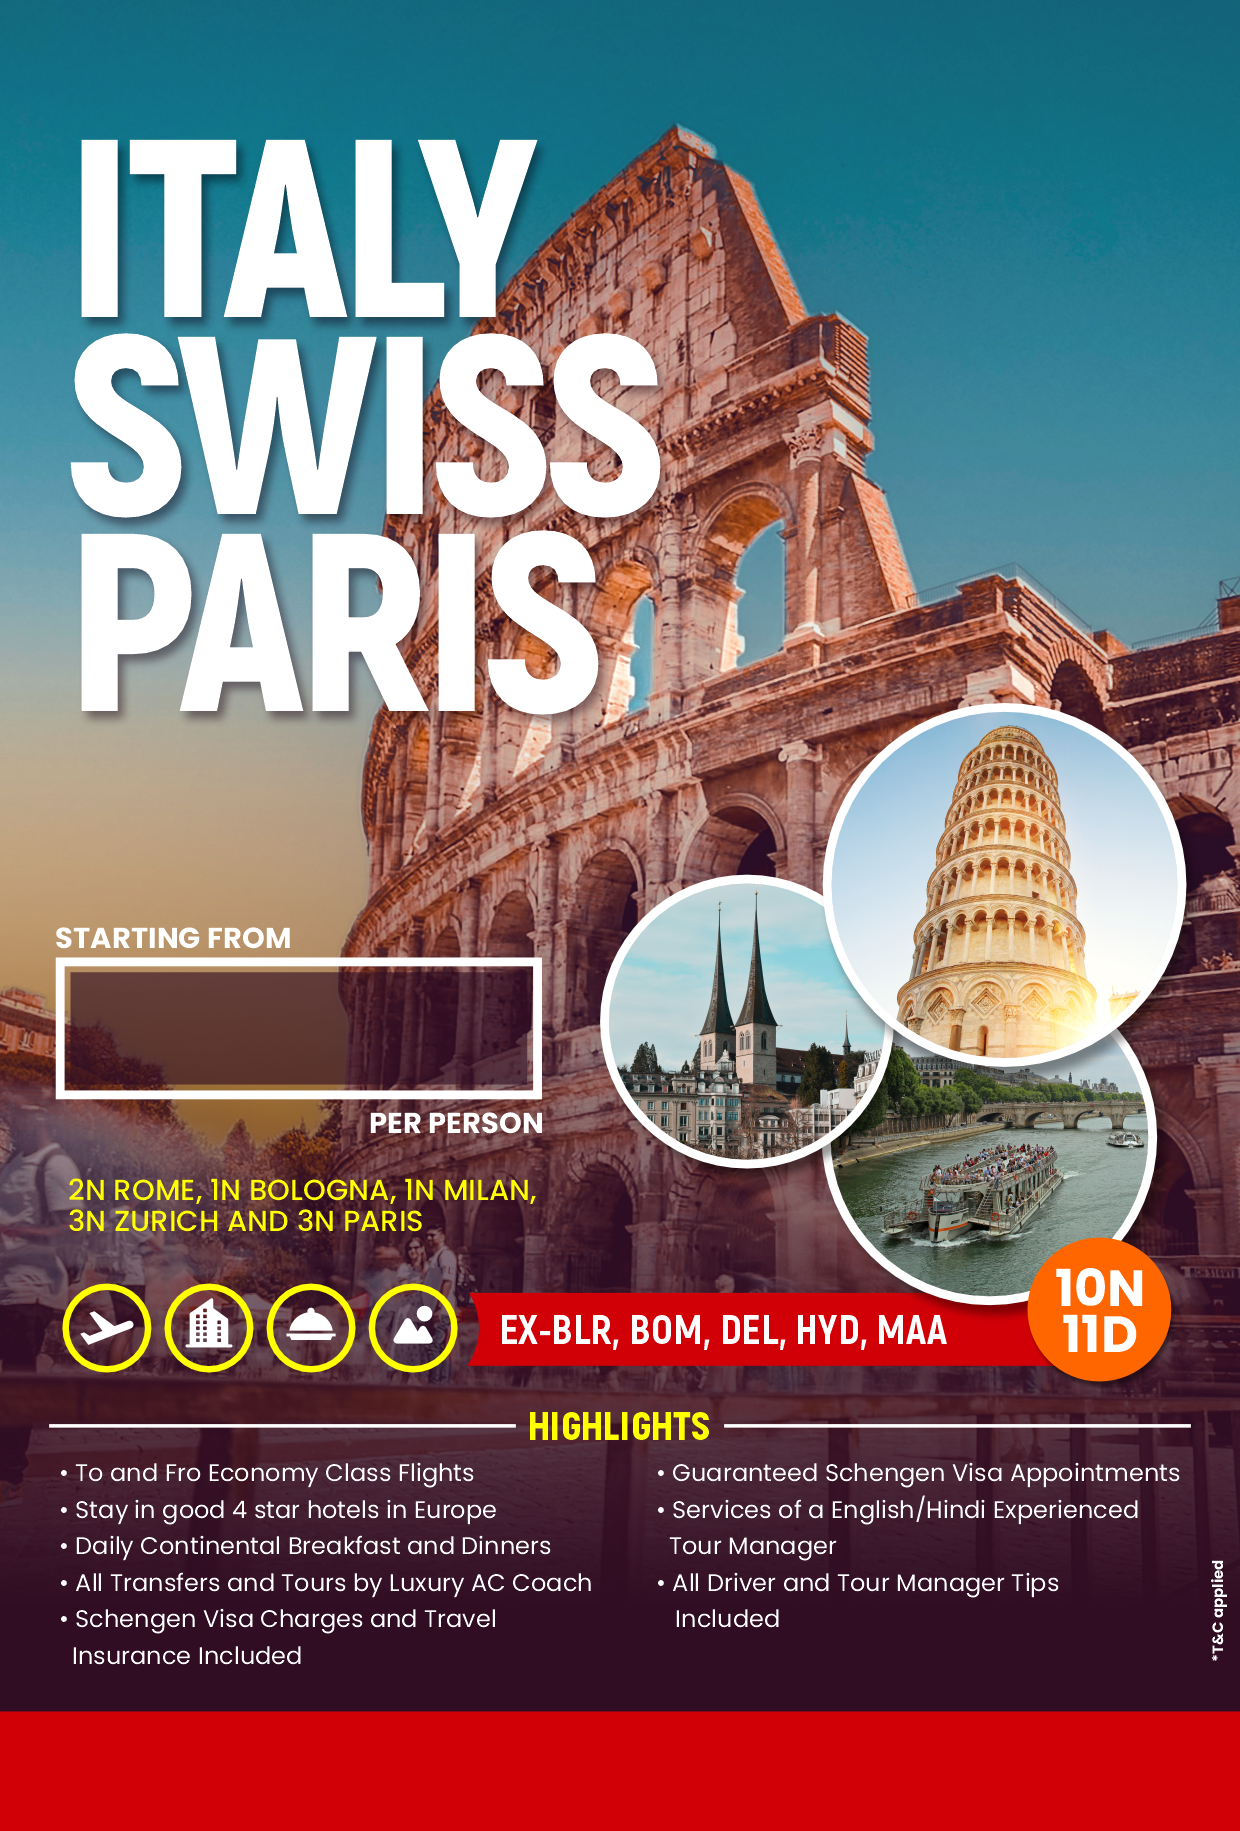 ITALY
SWISS
PARIS
STARTING FROM
PER PERSON
2N ROME, 1N BOLOGNA, 1N MILAN,
3N ZURICH AND 3N PARIS
EX-BLR, BOM, DEL, HYD, MAA
10N
11D
HIGHLIGHTS
• To and Fro Economy Class Flights
• Stay in good 4 star hotels in Europe
• Daily Continental Breakfast and Dinners
• All Transfers and Tours by Luxury AC Coach
• Schengen Visa Charges and Travel
Insurance Included
• Guaranteed Schengen Visa Appointments
• Services of a English/Hindi Experienced
Tour Manager
• All Driver and Tour Manager Tips
Included
*T&C applied